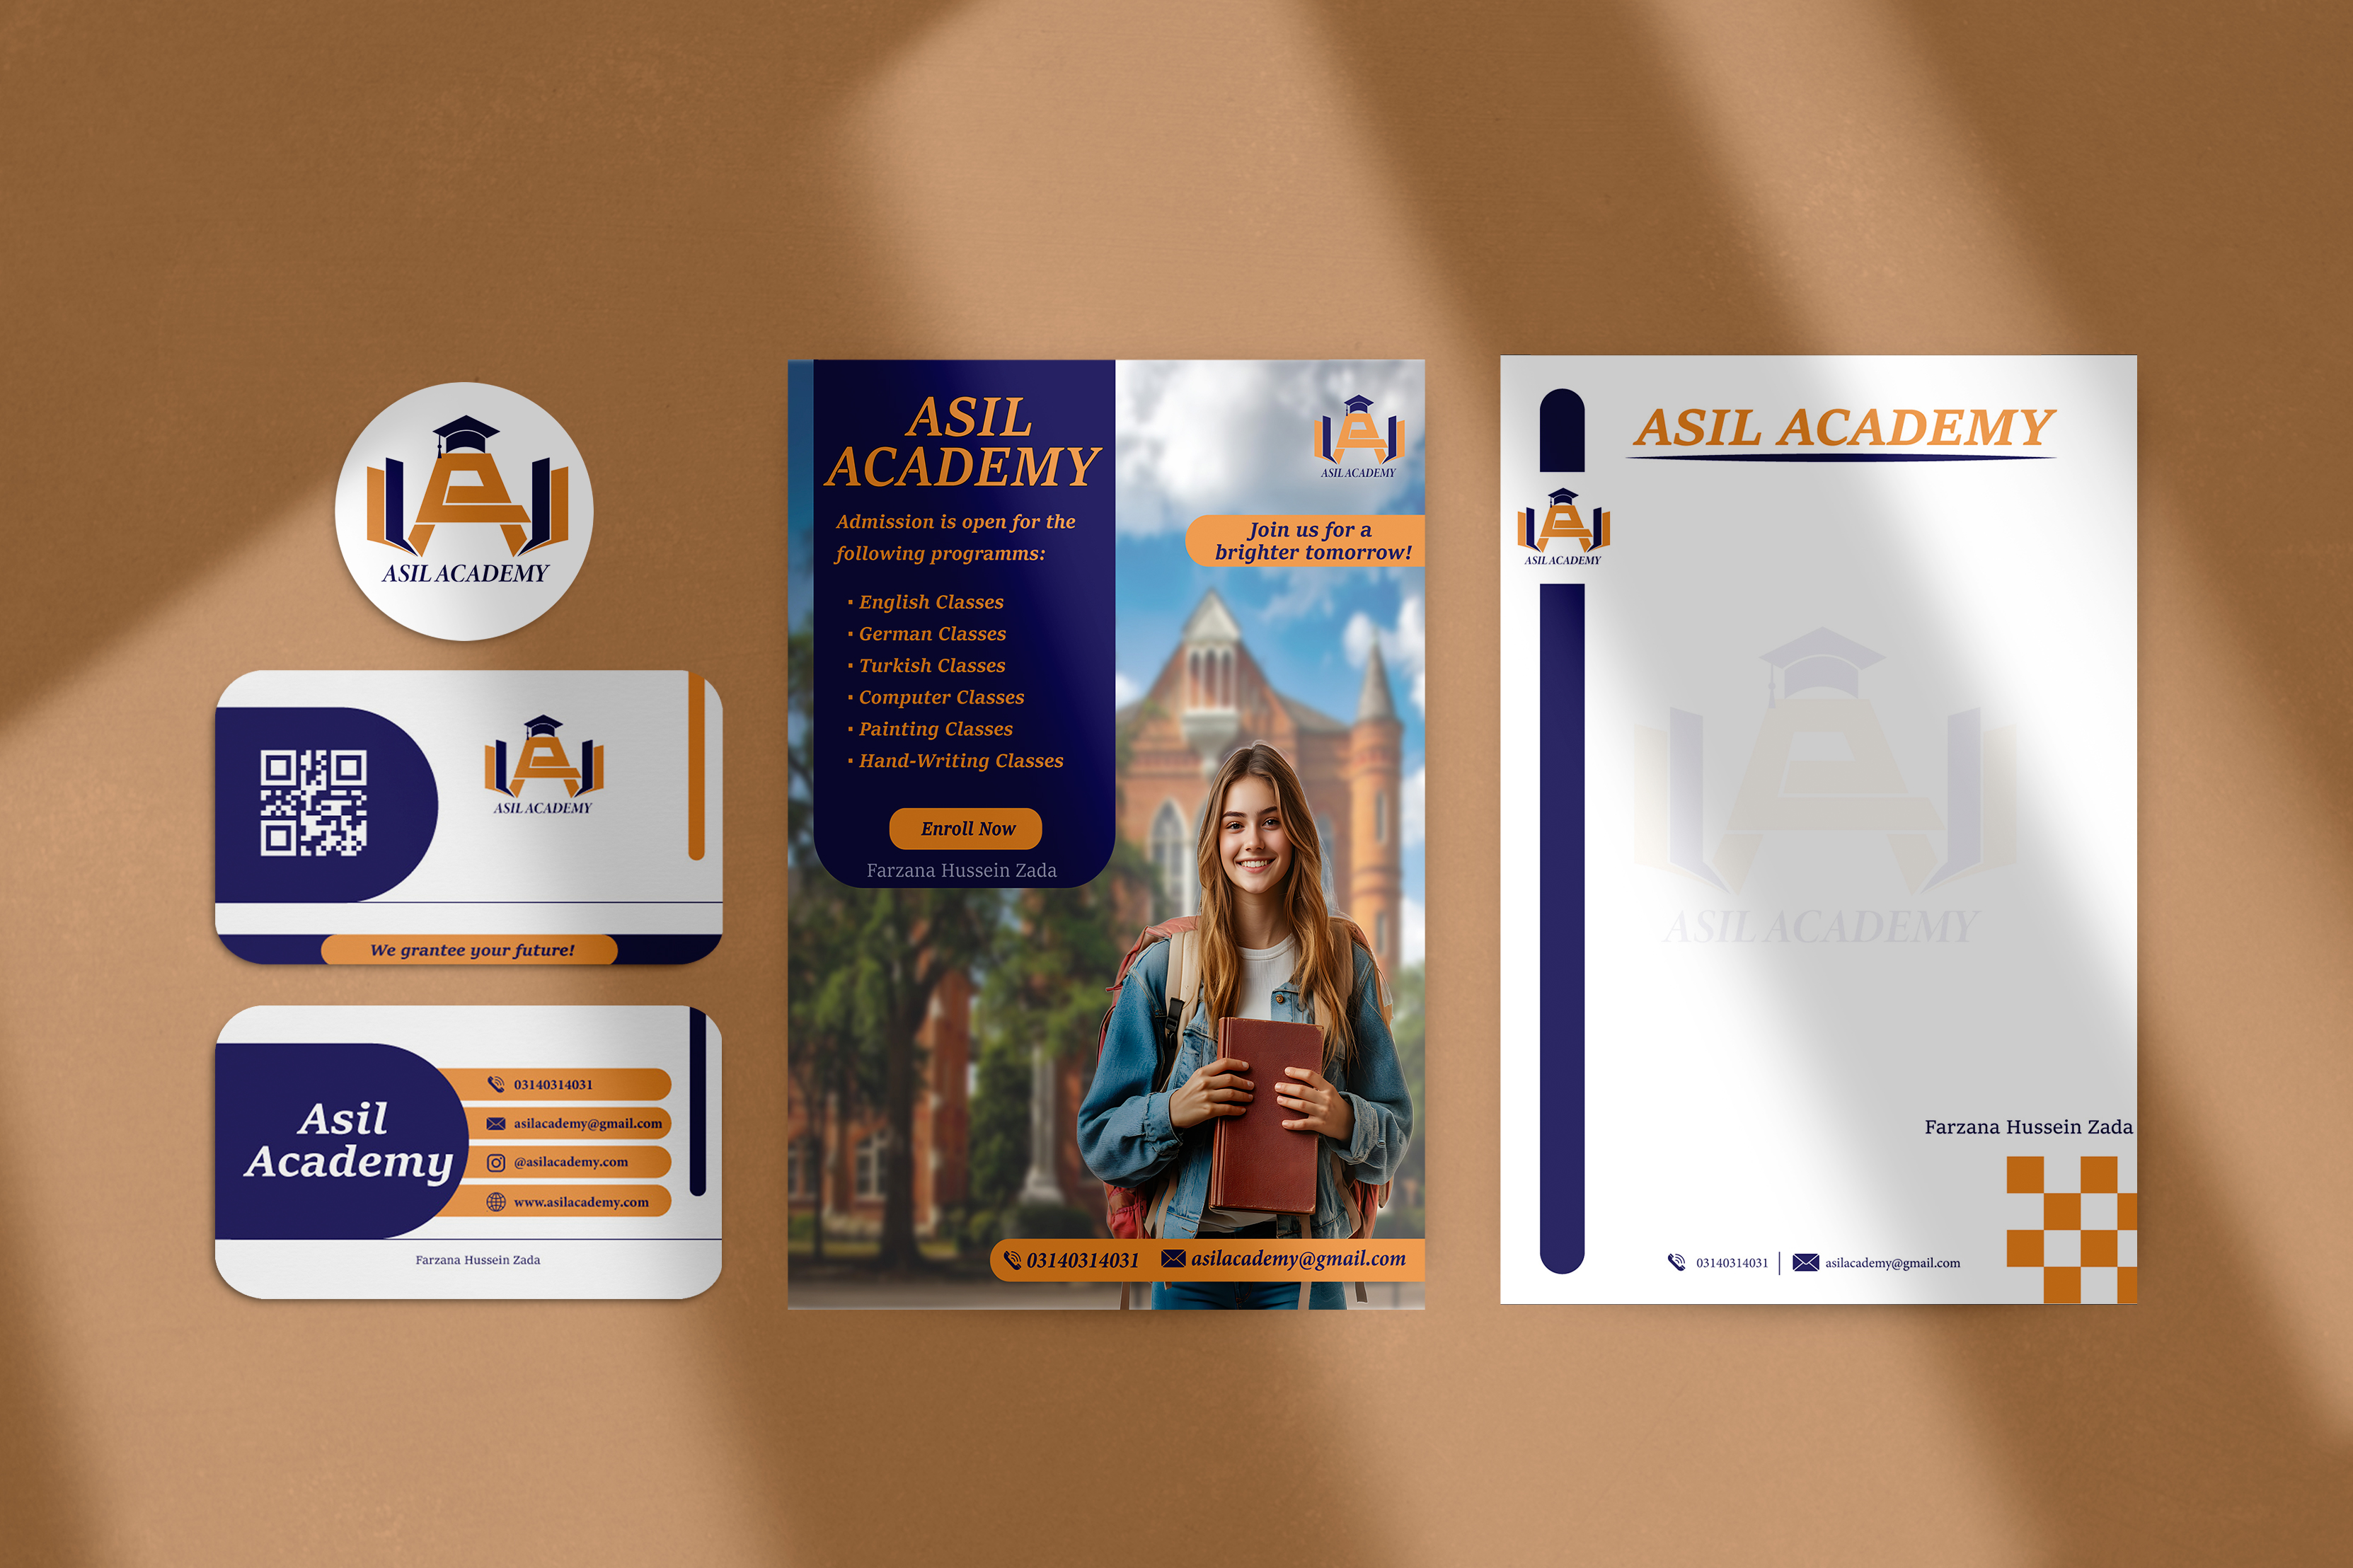 ASIL ACADEMY
We grantee your future!
ASIL ACADEMY
Asil
Academy
03140314031
asilacademy@gmail.com
@asilacademy.com
www.asilacademy.com
Farzana Hussein Zada
ASIL
ACADEMY
Admission is open for the
following programms:
· English Classes
· German Classes
· Turkish Classes
· Computer Classes
· Painting Classes
· Hand-Writing Classes
Enroll Now
Farzana Hussein Zada
ASIL ACADEMY
Join us for a
brighter tomorrow!
03140314031 asilacademy@gmail.com
ASIL ACADEMY
ASIL ACADEMY
ASIL ACADEMY
Farzana Hussein Zada
03140314031 | asilacademy@gmail.com